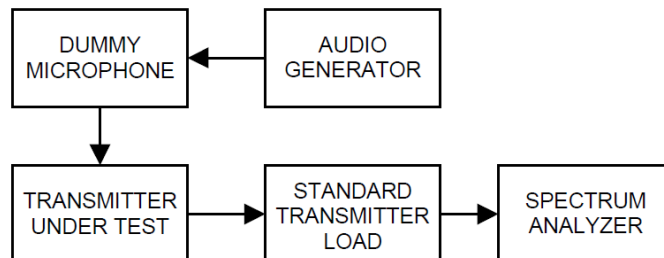 DUMMY
MICROPHONE
AUDIO
GENERATOR
TRANSMITTER
UNDER TEST
STANDARD
TRANSMITTER
LOAD
SPECTRUM
ANALYZER